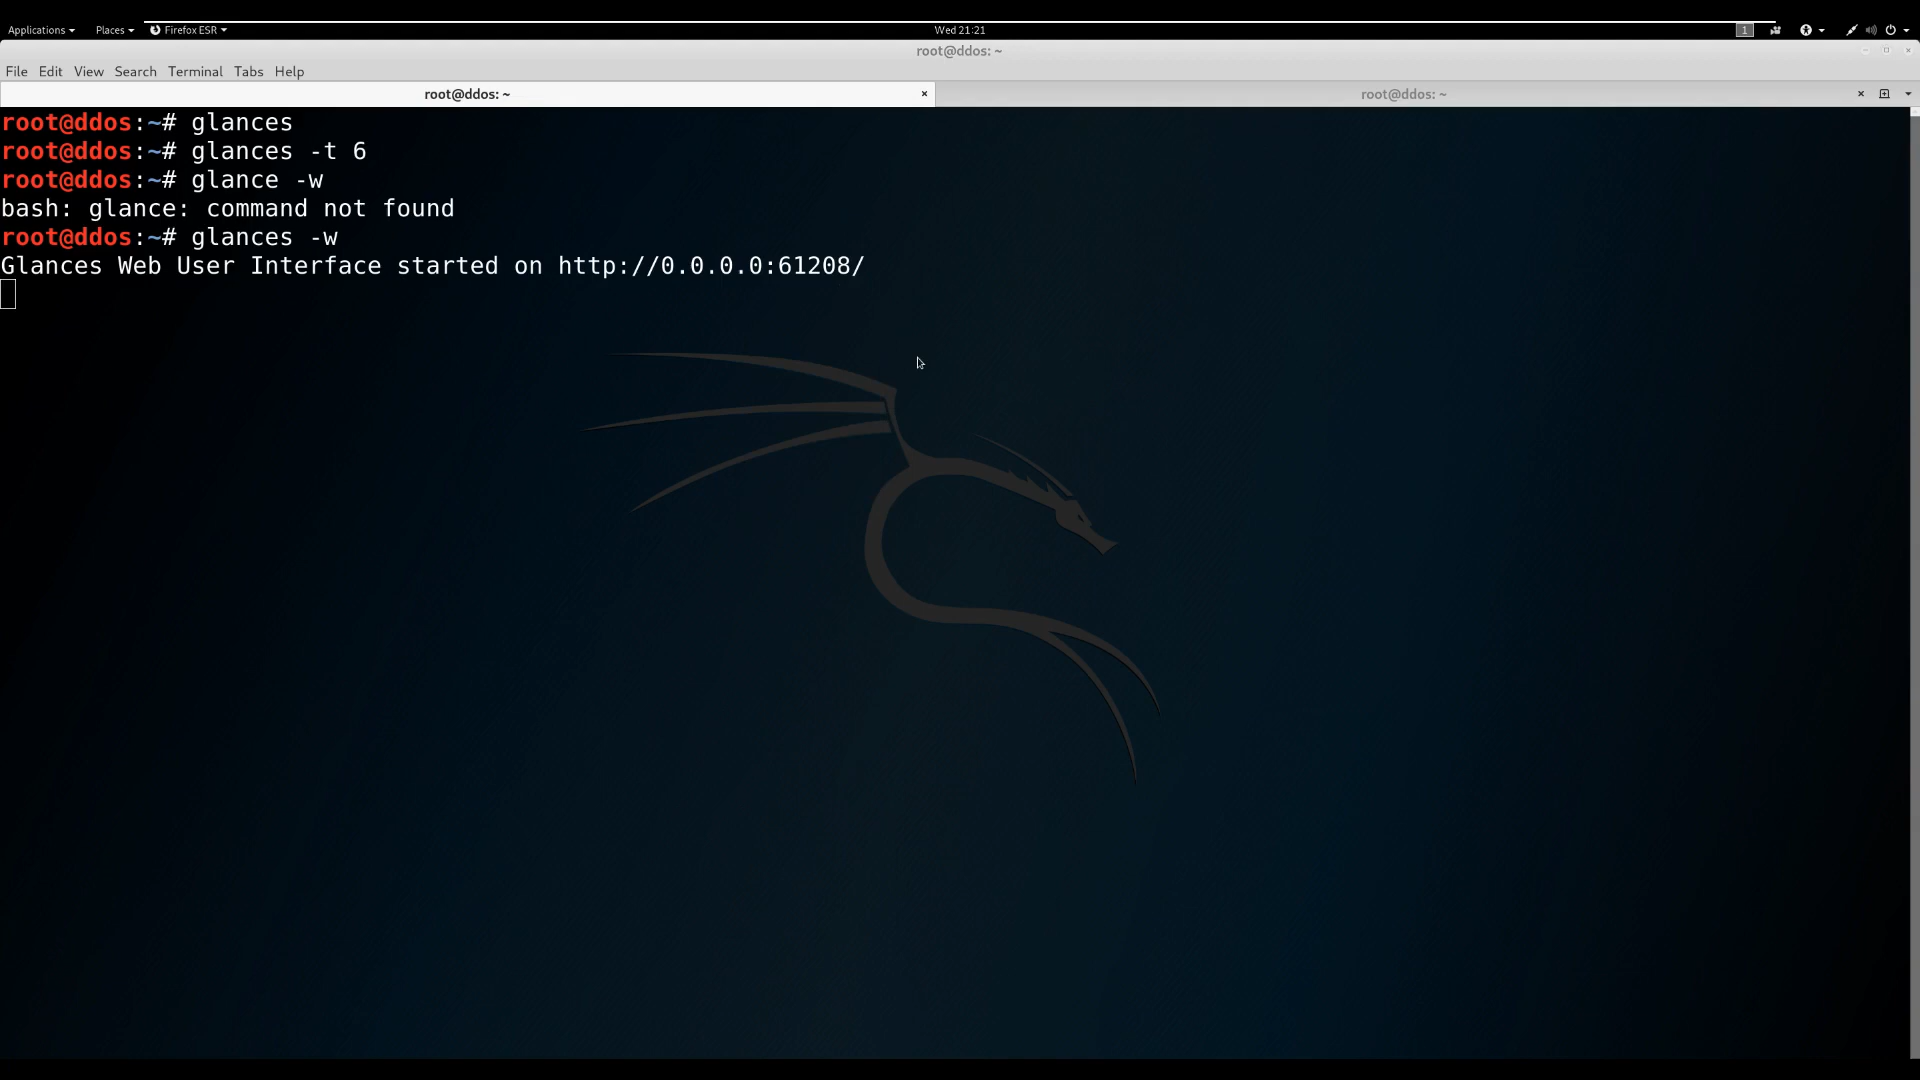 Applications Places Firefox ESR Wed 21:21 1
root@ddos: ~
File Edit View Search Terminal Tabs Help
root@ddos: ~ × root@ddos: ~ ×
root@ddos:~# glances
root@ddos:~# glances -t 6
root@ddos:~# glance -w
bash: glance: command not found
root@ddos:~# glances -w
Glances Web User Interface started on http://0.0.0.0:61208/